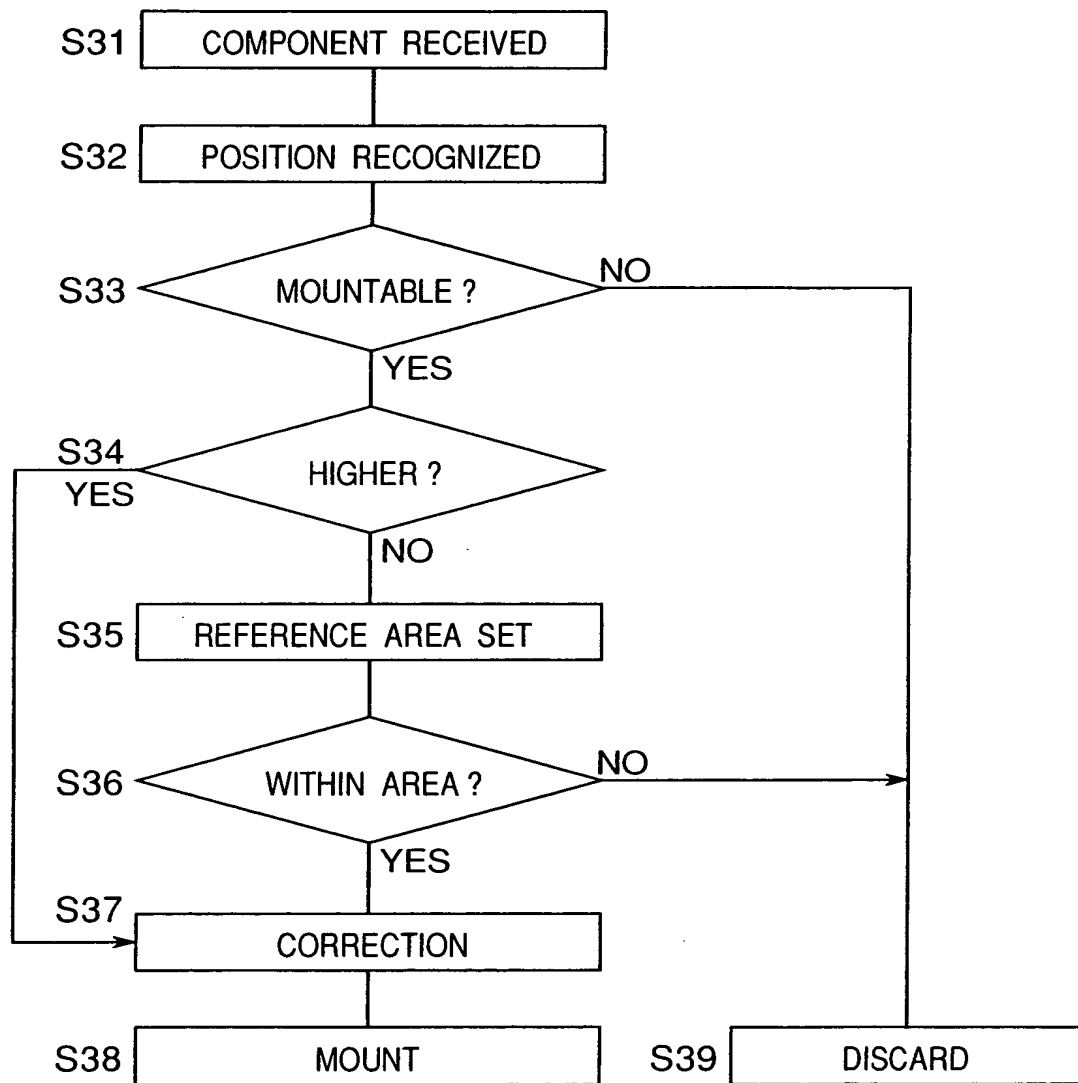 S31 COMPONENT RECEIVED
S32 POSITION RECOGNIZED
S33 MOUNTABLE ? NO
YES
S34 HIGHER ?
YES
NO
S35 REFERENCE AREA SET
S36 WITHIN AREA ? NO
YES
S37 CORRECTION
S38 MOUNT S39 DISCARD